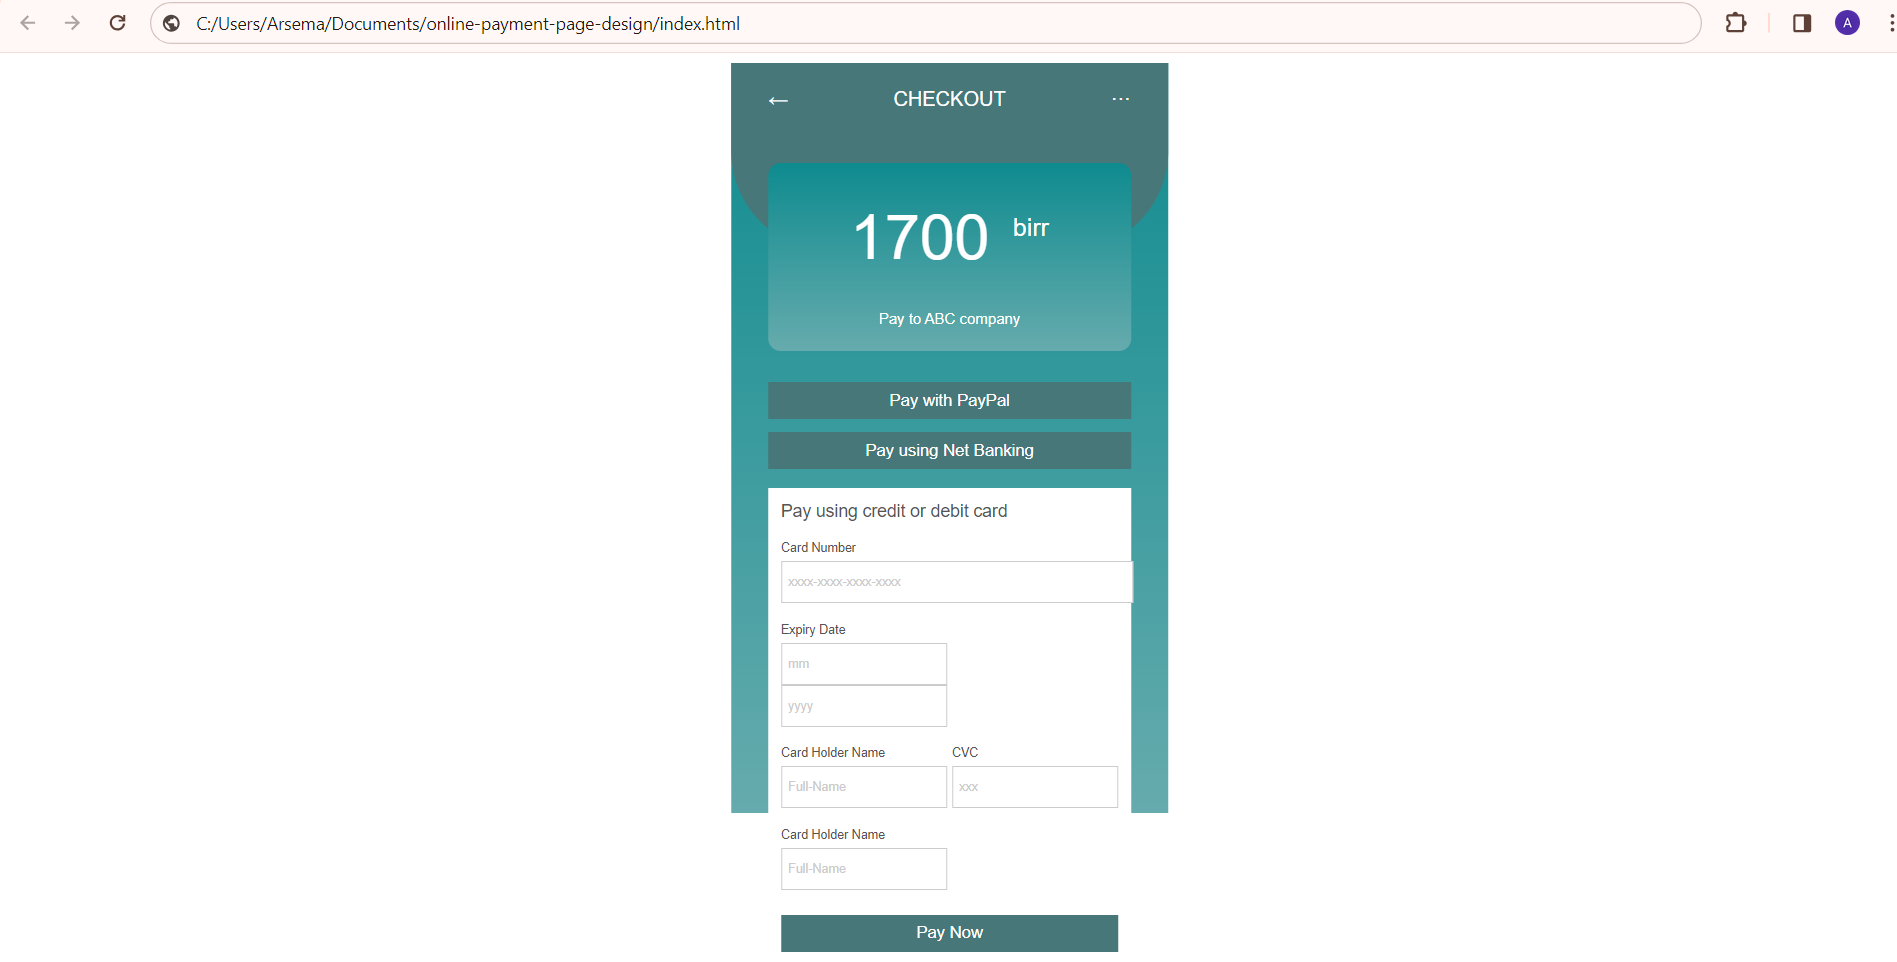 C:/Users/Arsema/Documents/online-payment-page-design/index.html
A
← CHECKOUT ...
1700 birr
Pay to ABC company
Pay with PayPal
Pay using Net Banking
Pay using credit or debit card
Card Number
xxxx-xxxx-xxxx-xxxx
Expiry Date
mm
yyyy
Card Holder Name CVC
Full-Name xxx
Card Holder Name
Full-Name
Pay Now